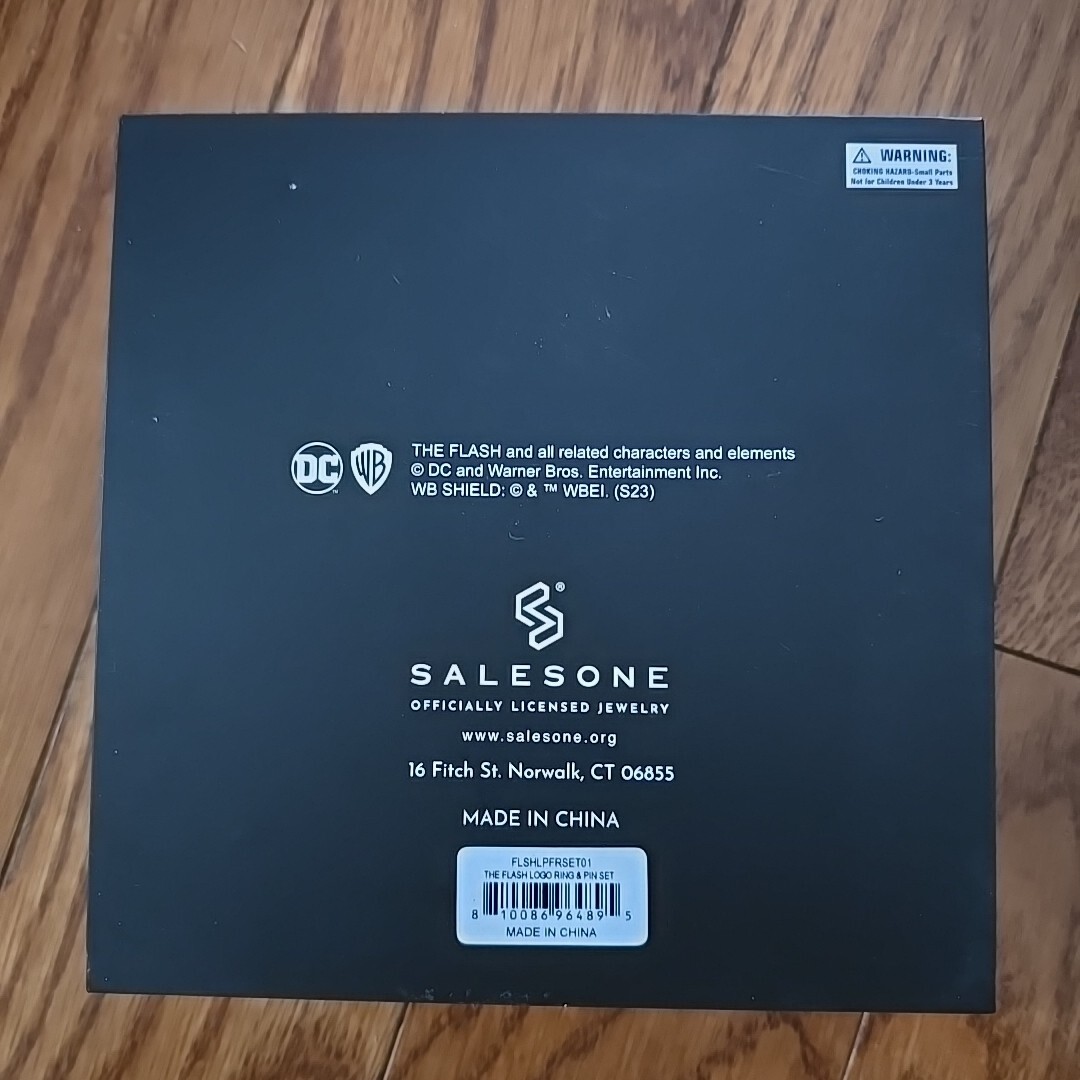 ⚠ WARNING:
CHOKING HAZARD-Small Parts
Not for Children Under 3 Years
DC™
WB
THE FLASH and all related characters and elements
© DC and Warner Bros. Entertainment Inc.
WB SHIELD: © & ™ WBEI. (S23)
®
SALESONE
OFFICIALLY LICENSED JEWELRY
www.salesone.org
16 Fitch St. Norwalk, CT 06855
MADE IN CHINA
FLSHLPFRSET01
THE FLASH LOGO RING & PIN SET
8 10086 96489 5
MADE IN CHINA